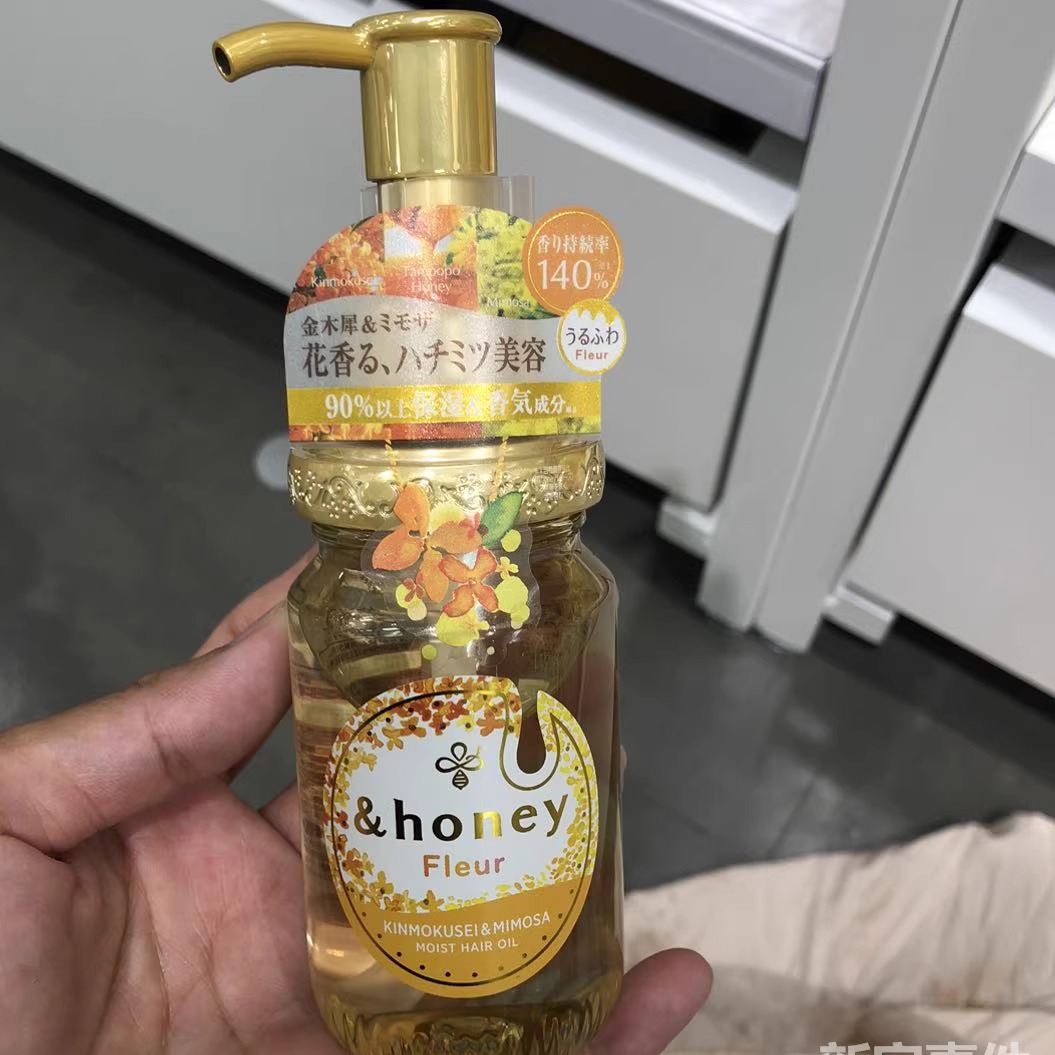 香り持続率
140%
Kinmokusei
Tampopo
Honey
Mimosa
金木犀&ミモザ
うるふわ
Fleur
花香る、ハチミツ美容
90%以上保湿&香気成分
&honey
Fleur
KINMOKUSEI&MIMOSA
MOIST HAIR OIL